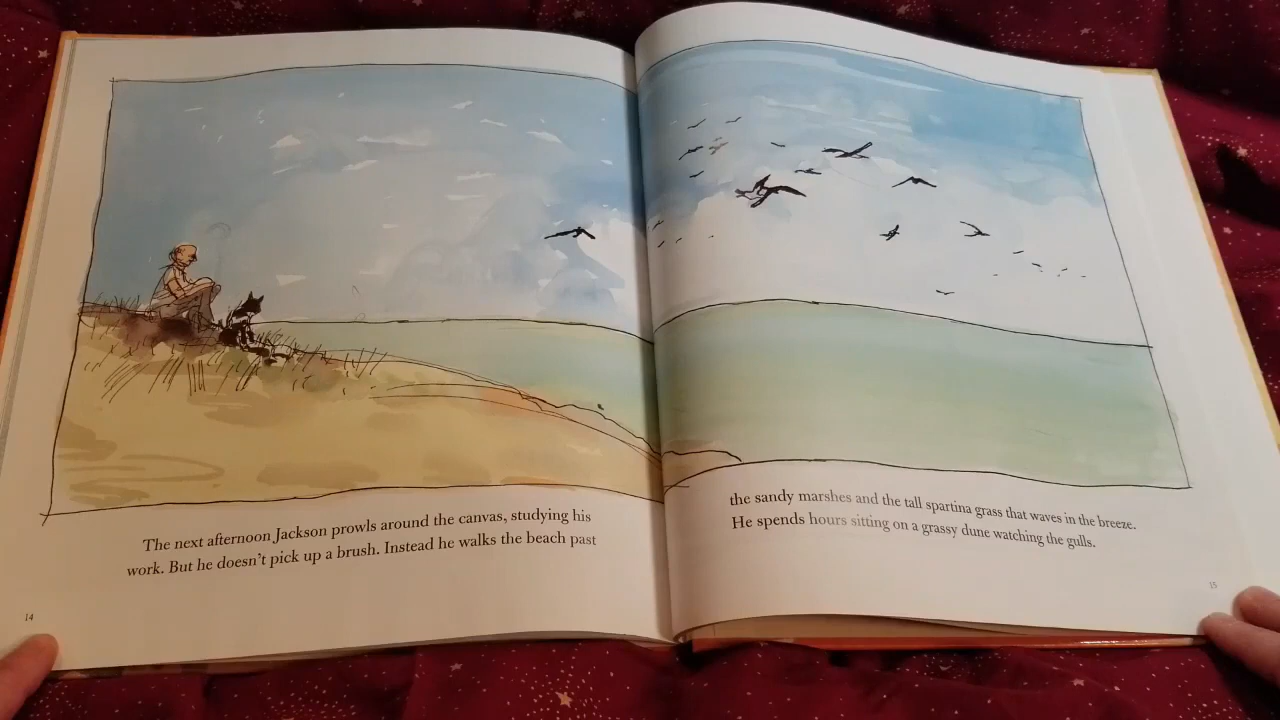 The next afternoon Jackson prowls around the canvas, studying his
work. But he doesn't pick up a brush. Instead he walks the beach past
14
the sandy marshes and the tall spartina grass that waves in the breeze.
He spends hours sitting on a grassy dune watching the gulls.
15